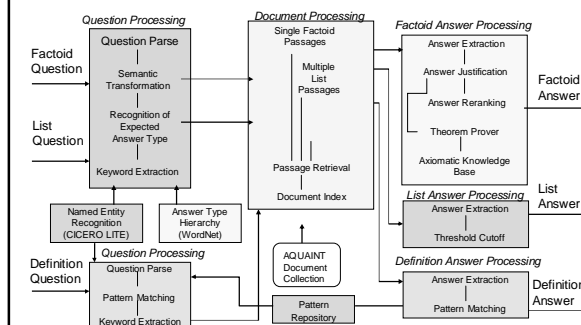 Question Processing
Document Processing
Factoid Answer Processing
Factoid
Question
List
Question
Question Parse
Semantic
Transformation
Recognition of
Expected
Answer Type
Keyword Extraction
Single Factoid
Passages
Multiple
List
Passages
Passage Retrieval
Document Index
Answer Extraction
Answer Justification
Answer Reranking
Theorem Prover
Axiomatic Knowledge
Base
Factoid
Answer
Named Entity
Recognition
(CICERO LITE)
Answer Type
Hierarchy
(WordNet)
AQUAINT
Document
Collection
List Answer Processing
Answer Extraction
Threshold Cutoff
List
Answer
Definition
Question
Question Processing
Question Parse
Pattern Matching
Keyword Extraction
Pattern
Repository
Definition Answer Processing
Answer Extraction
Pattern Matching
Definition
Answer